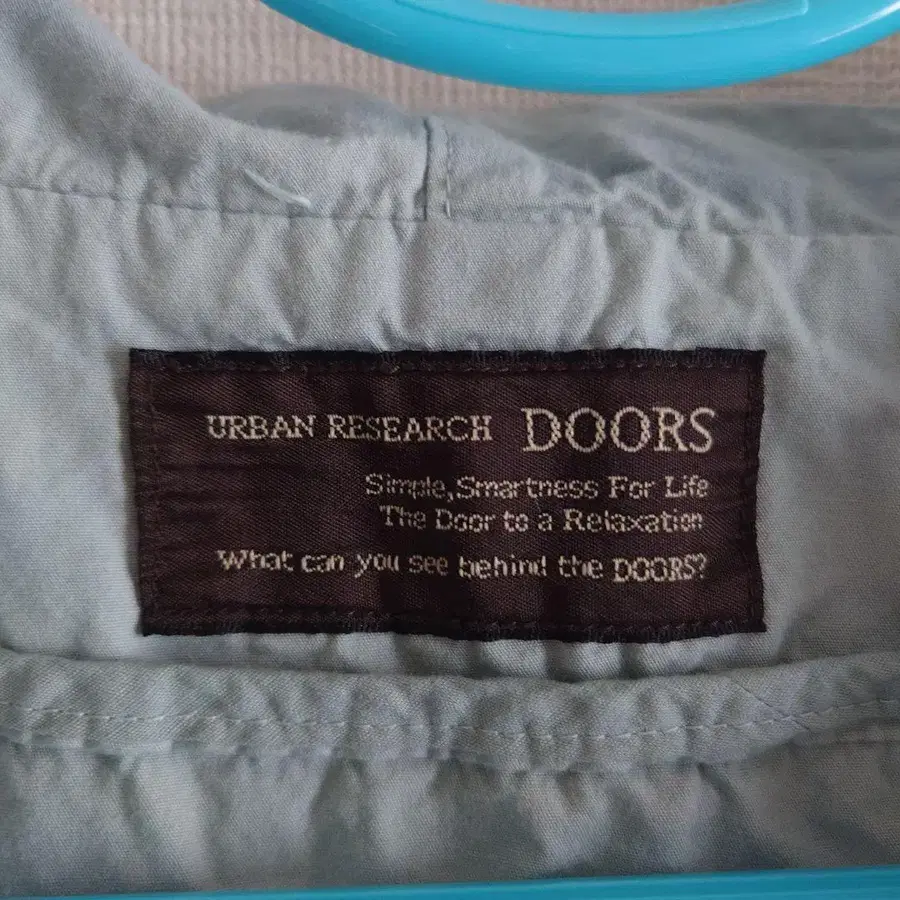 URBAN RESEARCH DOORS
Simple,Smartness For Life
The Door to a Relaxation
What can you see behind the DOORS?